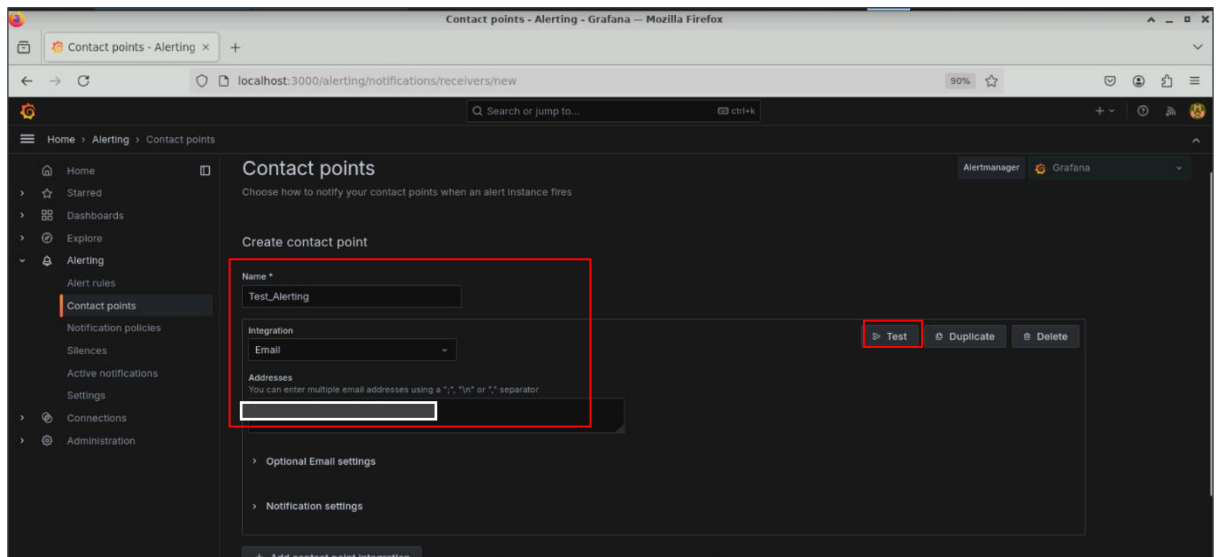 Contact points - Alerting - Grafana — Mozilla Firefox
Contact points - Alerting ×
localhost:3000/alerting/notifications/receivers/new
90%
Search or jump to...
ctrl+k
Home › Alerting › Contact points
Home
Starred
Dashboards
Explore
Alerting
Alert rules
Contact points
Notification policies
Silences
Active notifications
Settings
Connections
Administration
Contact points
Alertmanager
Grafana
Choose how to notify your contact points when an alert instance fires
Create contact point
Name *
Test_Alerting
Integration
Email
Test
Duplicate
Delete
Addresses
You can enter multiple email addresses using a ";", "\n" or "," separator
Optional Email settings
Notification settings
+ Add contact point integration